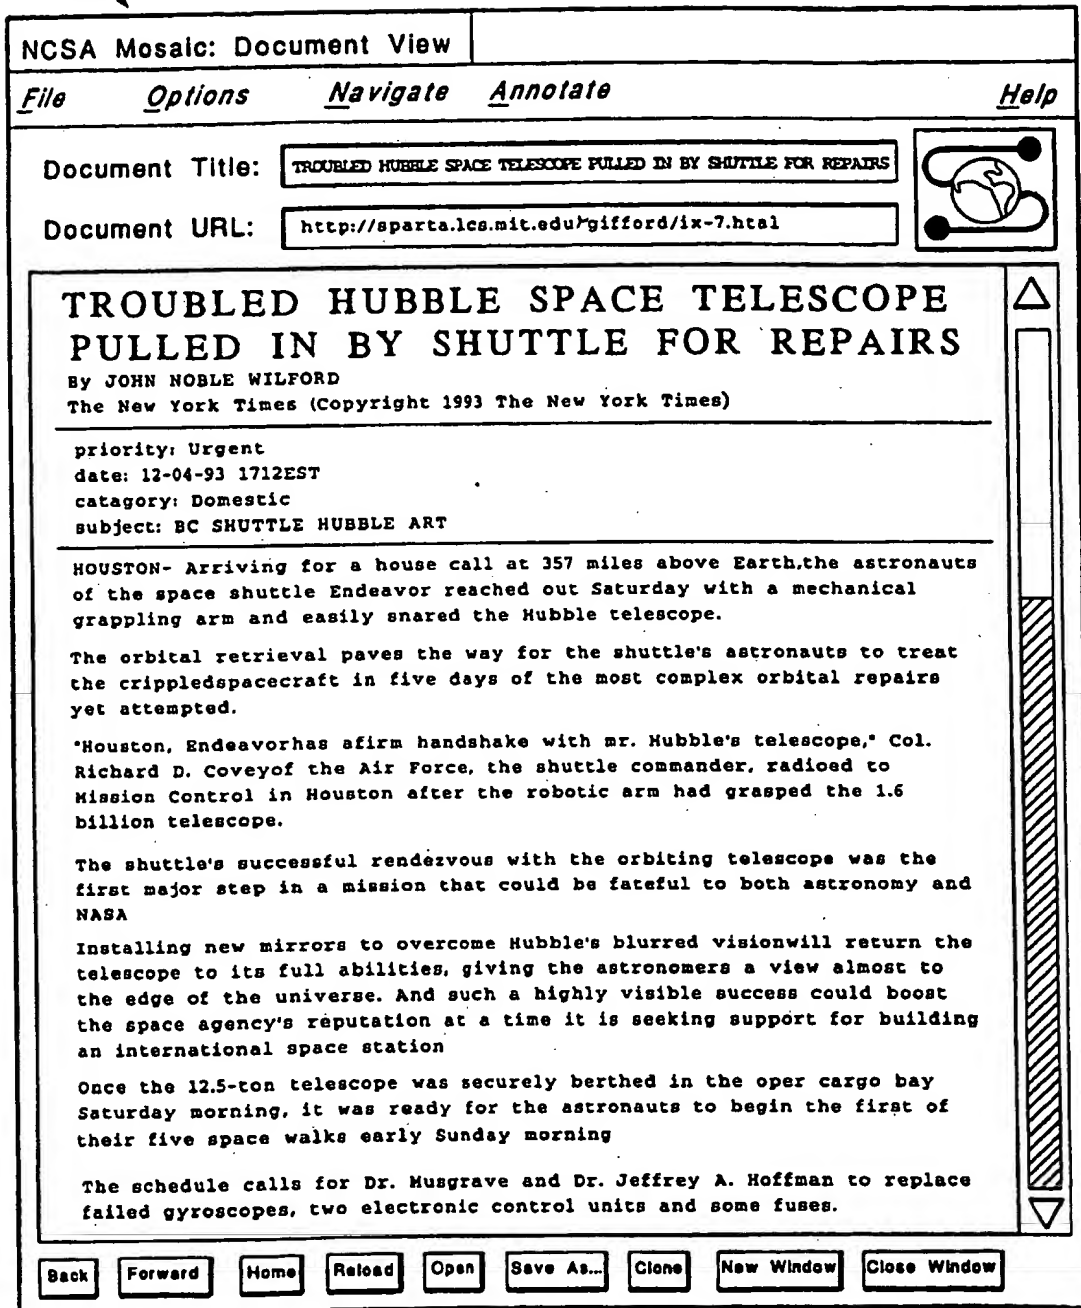 NCSA Mosaic: Document View
File Options Navigate Annotate Help
Document Title: TROUBLED HUBBLE SPACE TELESCOPE PULLED IN BY SHUTTLE FOR REPAIRS
Document URL: http://sparta.lcs.mit.edu/~gifford/ix-7.htal
TROUBLED HUBBLE SPACE TELESCOPE
PULLED IN BY SHUTTLE FOR REPAIRS
By JOHN NOBLE WILFORD
The New York Times (Copyright 1993 The New York Times)
priority: Urgent
date: 12-04-93 1712EST
catagory: Domestic
subject: BC SHUTTLE HUBBLE ART
HOUSTON- Arriving for a house call at 357 miles above Earth,the astronauts
of the space shuttle Endeavor reached out Saturday with a mechanical
grappling arm and easily snared the Hubble telescope.
The orbital retrieval paves the way for the shuttle's astronauts to treat
the crippledspacecraft in five days of the most complex orbital repairs
yet attempted.
"Houston, Endeavorhas afirm handshake with mr. Hubble's telescope," Col.
Richard D. Coveyof the Air Force, the shuttle commander, radioed to
Mission Control in Houston after the robotic arm had grasped the 1.6
billion telescope.
The shuttle's successful rendezvous with the orbiting telescope was the
first major step in a mission that could be fateful to both astronomy and
NASA
Installing new mirrors to overcome Hubble's blurred visionwill return the
telescope to its full abilities, giving the astronomers a view almost to
the edge of the universe. And such a highly visible success could boost
the space agency's reputation at a time it is seeking support for building
an international space station
Once the 12.5-ton telescope was securely berthed in the oper cargo bay
Saturday morning, it was ready for the astronauts to begin the first of
their five space walks early Sunday morning
The schedule calls for Dr. Musgrave and Dr. Jeffrey A. Hoffman to replace
failed gyroscopes, two electronic control units and some fuses.
Back Forward Home Reload Open Save As... Clone New Window Close Window